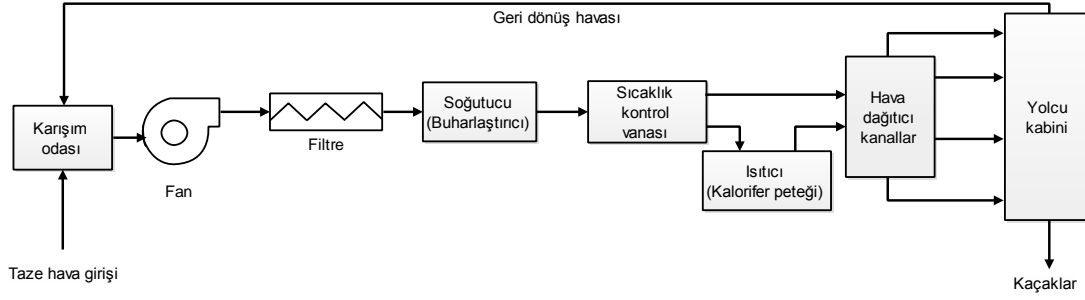 Geri dönüş havası
Karışım
odası
Fan
Filtre
Soğutucu
(Buharlaştırıcı)
Sıcaklık
kontrol
vanası
Isıtıcı
(Kalorifer peteği)
Hava
dağıtıcı
kanallar
Yolcu
kabini
Taze hava girişi
Kaçaklar